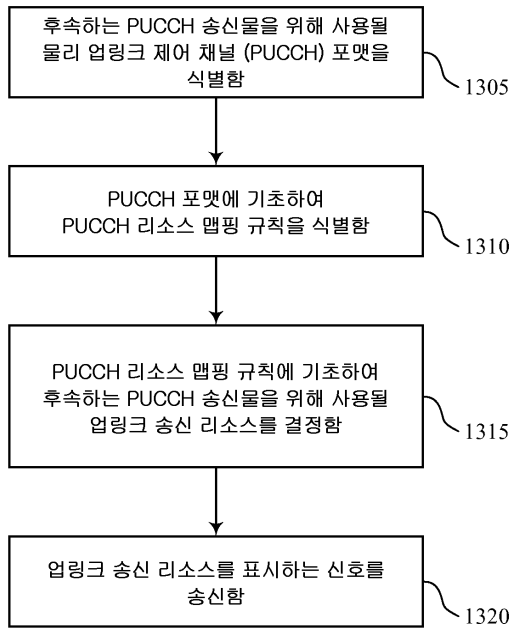 후속하는 PUCCH 송신물을 위해 사용될
물리 업링크 제어 채널 (PUCCH) 포맷을
식별함
1305
PUCCH 포맷에 기초하여
PUCCH 리소스 맵핑 규칙을 식별함
1310
PUCCH 리소스 맵핑 규칙에 기초하여
후속하는 PUCCH 송신물을 위해 사용될
업링크 송신 리소스를 결정함
1315
업링크 송신 리소스를 표시하는 신호를
송신함
1320